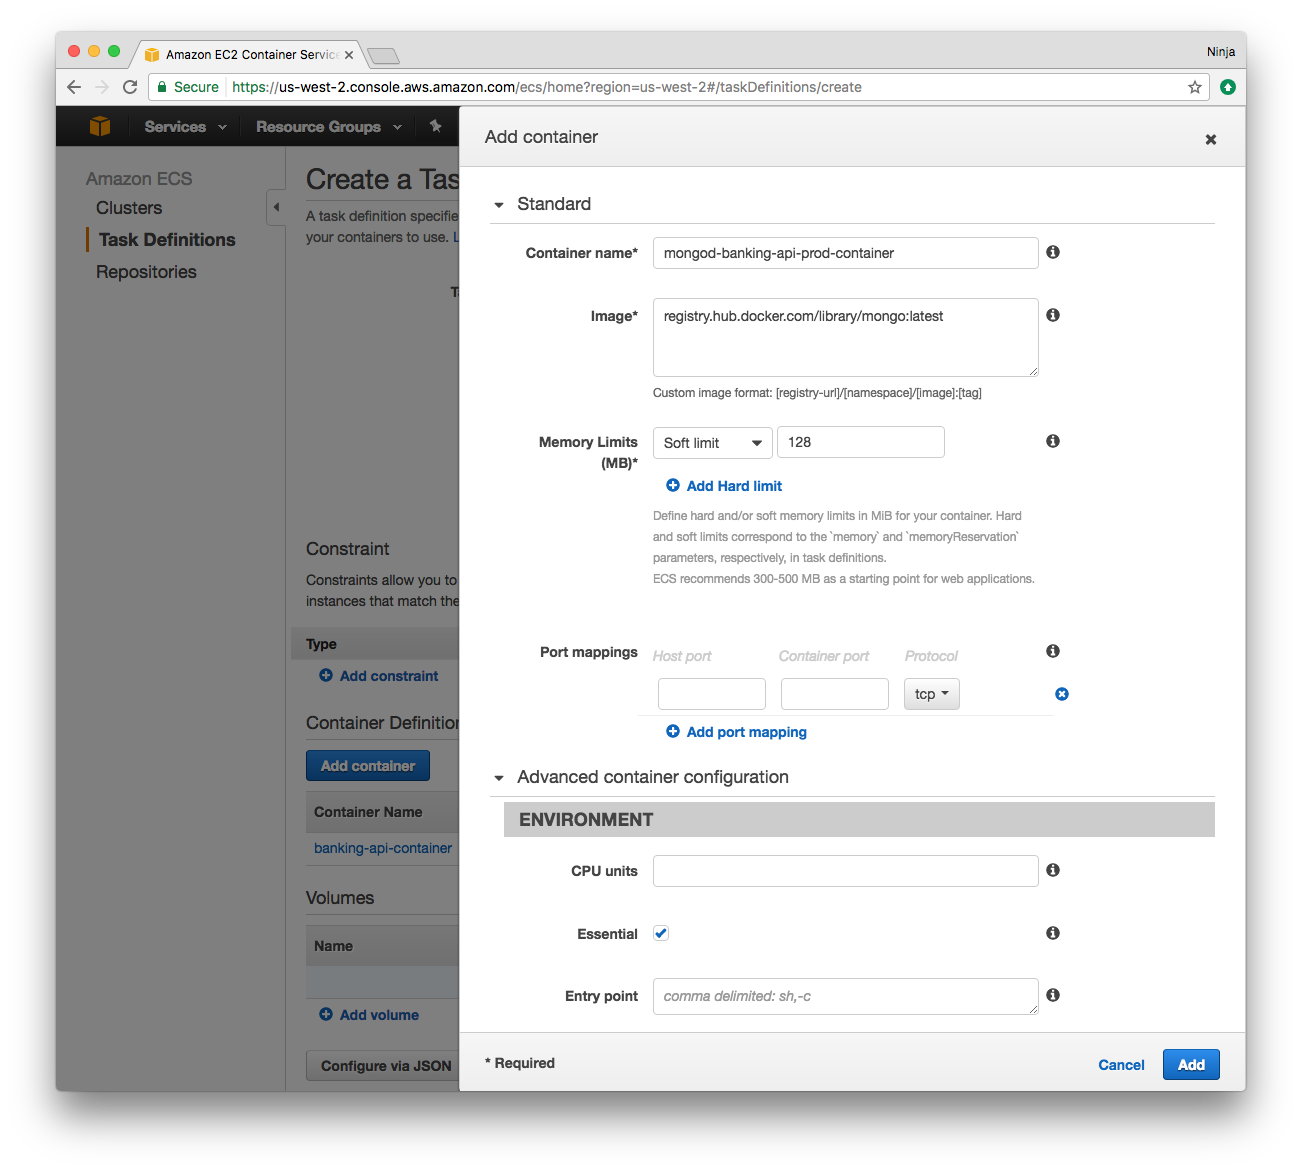 Amazon EC2 Container Servic
Ninja
Secure
https://us-west-2.console.aws.amazon.com/ecs/home?region=us-west-2#/taskDefinitions/create
Services
Resource Groups
Amazon ECS
Clusters
Task Definitions
Repositories
Create a Tas
A task definition specifie
your containers to use. L
T
Constraint
Constraints allow you to
instances that match the
Type
Add constraint
Container Definition
Add container
Container Name
banking-api-container
Volumes
Name
Add volume
Configure via JSON
Add container
Standard
Container name*
mongod-banking-api-prod-container
Image*
registry.hub.docker.com/library/mongo:latest
Custom image format: [registry-url]/[namespace]/[image]:[tag]
Memory Limits
(MB)*
Soft limit
128
Add Hard limit
Define hard and/or soft memory limits in MiB for your container. Hard
and soft limits correspond to the `memory` and `memoryReservation`
parameters, respectively, in task definitions.
ECS recommends 300-500 MB as a starting point for web applications.
Port mappings
Host port
Container port
Protocol
tcp
Add port mapping
Advanced container configuration
ENVIRONMENT
CPU units
Essential
Entry point
comma delimited: sh,-c
* Required
Cancel
Add